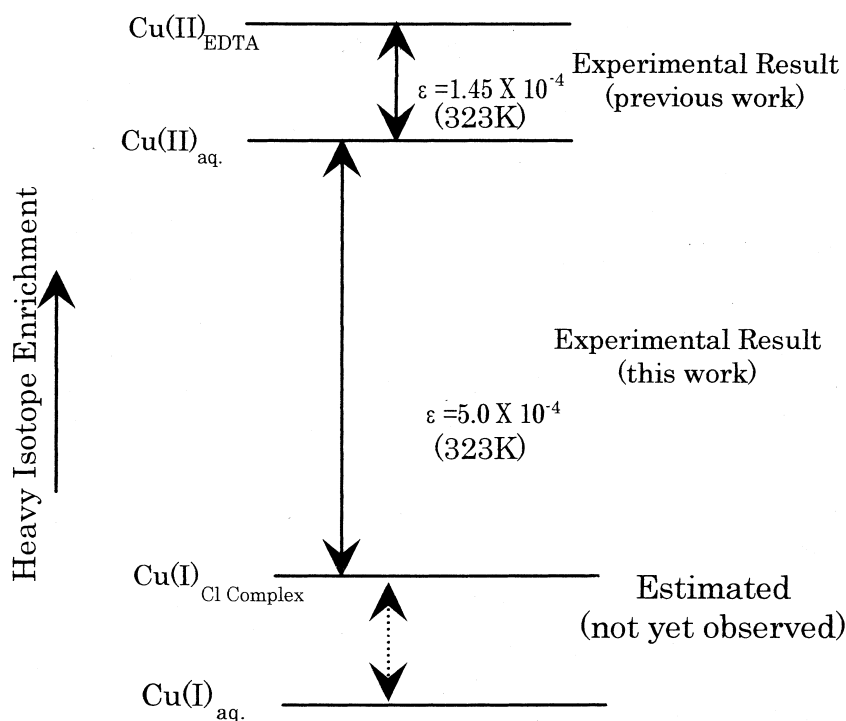 Cu(II)EDTA
ε =1.45 X 10-4
(323K)
Experimental Result
(previous work)
Cu(II)aq.
Heavy Isotope Enrichment
Experimental Result
(this work)
ε =5.0 X 10-4
(323K)
Cu(I)Cl Complex
Estimated
(not yet observed)
Cu(I)aq.